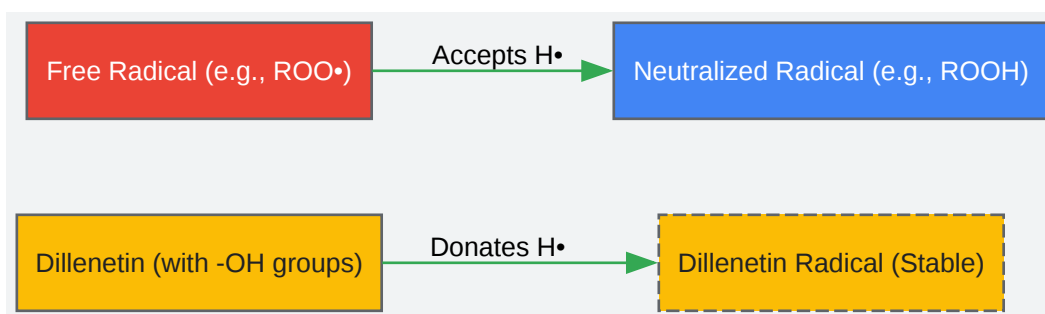 Free Radical (e.g., ROO•)
Accepts H•
Neutralized Radical (e.g., ROOH)
Dillenetin (with -OH groups)
Donates H•
Dillenetin Radical (Stable)